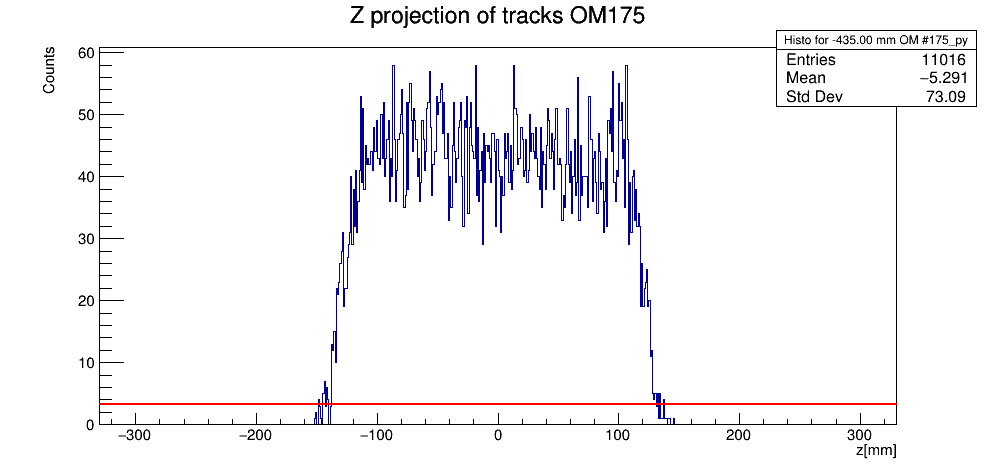 Z projection of tracks OM175
Histo for -435.00 mm OM #175_py
Entries 11016
Mean −5.291
Std Dev 73.09
Counts
60
50
40
30
20
10
0
−300 −200 −100 0 100 200 300
z[mm]